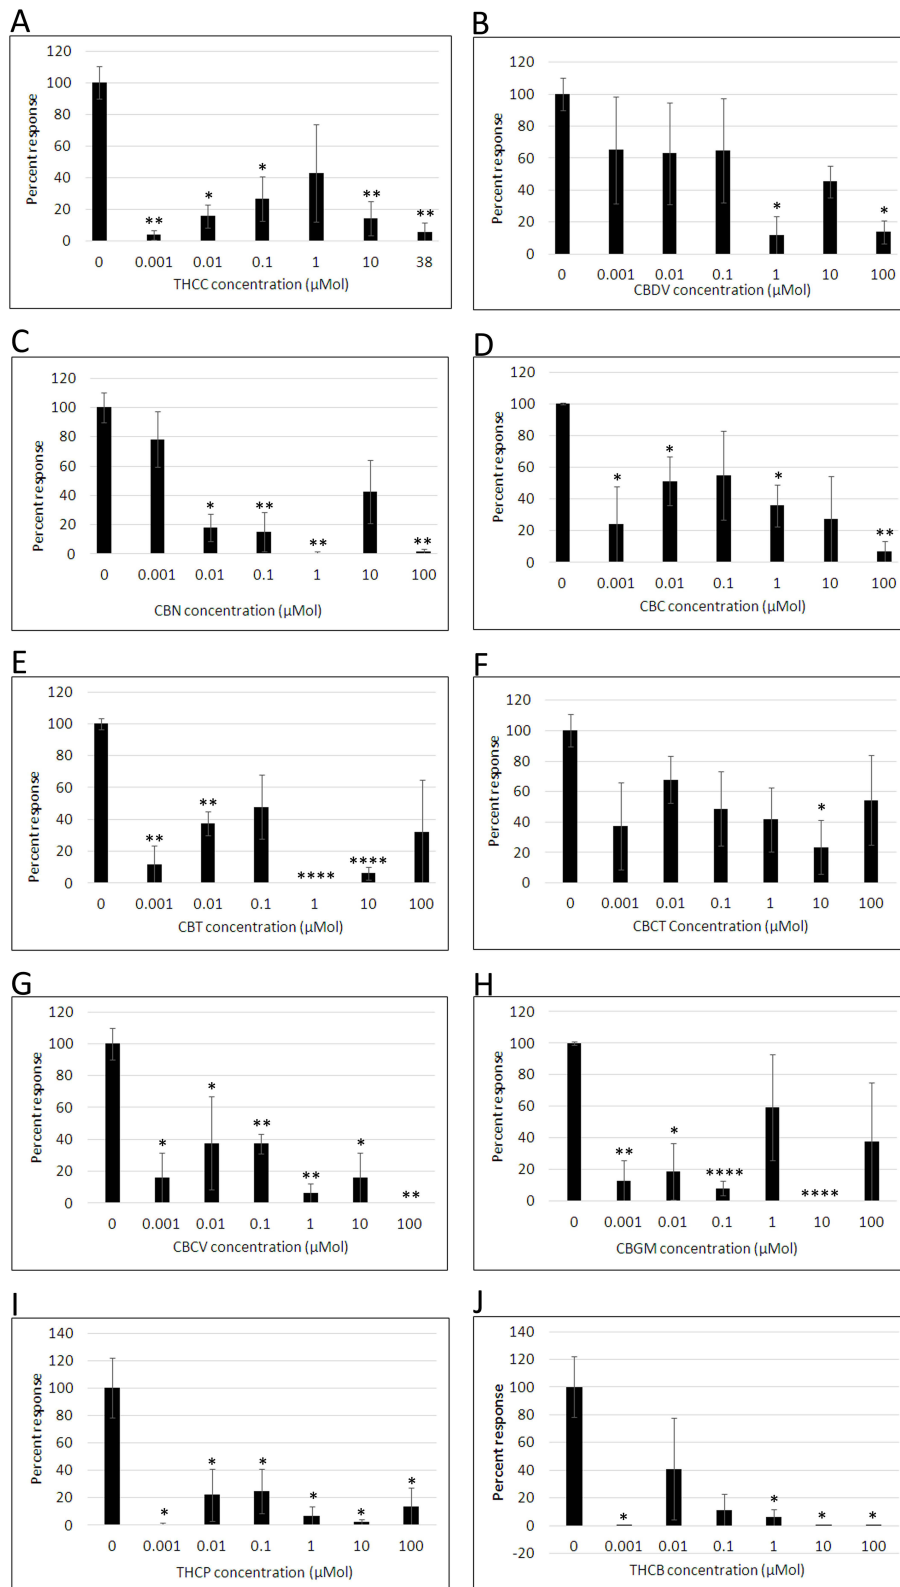 A
120
100
80
60
40
20
0
Percent response
** * * ** **
0 0.001 0.01 0.1 1 10 38
THCC concentration (µMol)
B
120
100
80
60
40
20
0
Percent response
* *
0 0.001 0.01 0.1 1 10 100
CBDV concentration (µMol)
C
120
100
80
60
40
20
0
Percent response
* ** ** **
0 0.001 0.01 0.1 1 10 100
CBN concentration (µMol)
D
120
100
80
60
40
20
0
Percent response
* * * **
0 0.001 0.01 0.1 1 10 100
CBC concentration (µMol)
E
120
100
80
60
40
20
0
Percent response
** ** **** ****
0 0.001 0.01 0.1 1 10 100
CBT concentration (µMol)
F
120
100
80
60
40
20
0
Percent response
*
0 0.001 0.01 0.1 1 10 100
CBCT Concentration (µMol)
G
120
100
80
60
40
20
0
Percent response
* * ** ** * **
0 0.001 0.01 0.1 1 10 100
CBCV concentration (µMol)
H
120
100
80
60
40
20
0
Percent response
** * **** ****
0 0.001 0.01 0.1 1 10 100
CBGM concentration (µMol)
I
140
120
100
80
60
40
20
0
Percent response
* * * * * *
0 0.001 0.01 0.1 1 10 100
THCP concentration (µMol)
J
140
120
100
80
60
40
20
0
-20
Percent response
* * * *
0 0.001 0.01 0.1 1 10 100
THCB concentration (µMol)